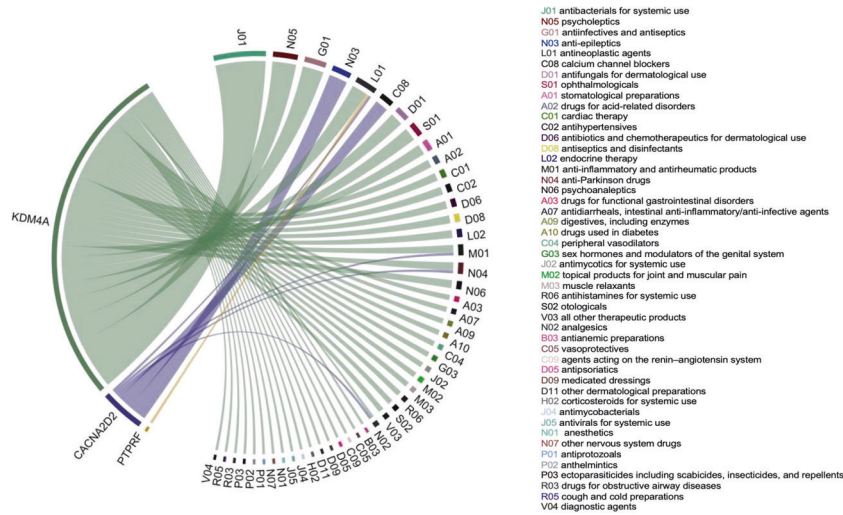 J01
N05
G01
N03
L01
C08
D01
S01
A01
A02
C01
C02
D06
D08
L02
M01
N04
N06
A03
A07
A09
A10
C04
G03
J02
M02
M03
R06
S02
V03
N02
B03
C05
C09
D05
D09
D11
H02
J04
J05
N01
N07
P01
P02
P03
R03
R05
V04
PTPRF
CACNA2D2
KDM4A
J01 antibacterials for systemic use
N05 psycholeptics
G01 antiinfectives and antiseptics
N03 anti-epileptics
L01 antineoplastic agents
C08 calcium channel blockers
D01 antifungals for dermatological use
S01 ophthalmologicals
A01 stomatological preparations
A02 drugs for acid-related disorders
C01 cardiac therapy
C02 antihypertensives
D06 antibiotics and chemotherapeutics for dermatological use
D08 antiseptics and disinfectants
L02 endocrine therapy
M01 anti-inflammatory and antirheumatic products
N04 anti-Parkinson drugs
N06 psychoanaleptics
A03 drugs for functional gastrointestinal disorders
A07 antidiarrheals, intestinal anti-inflammatory/anti-infective agents
A09 digestives, including enzymes
A10 drugs used in diabetes
C04 peripheral vasodilators
G03 sex hormones and modulators of the genital system
J02 antimycotics for systemic use
M02 topical products for joint and muscular pain
M03 muscle relaxants
R06 antihistamines for systemic use
S02 otologicals
V03 all other therapeutic products
N02 analgesics
B03 antianemic preparations
C05 vasoprotectives
C09 agents acting on the renin–angiotensin system
D05 antipsoriatics
D09 medicated dressings
D11 other dermatological preparations
H02 corticosteroids for systemic use
J04 antimycobacterials
J05 antivirals for systemic use
N01 anesthetics
N07 other nervous system drugs
P01 antiprotozoals
P02 anthelmintics
P03 ectoparasiticides including scabicides, insecticides, and repellents
R03 drugs for obstructive airway diseases
R05 cough and cold preparations
V04 diagnostic agents